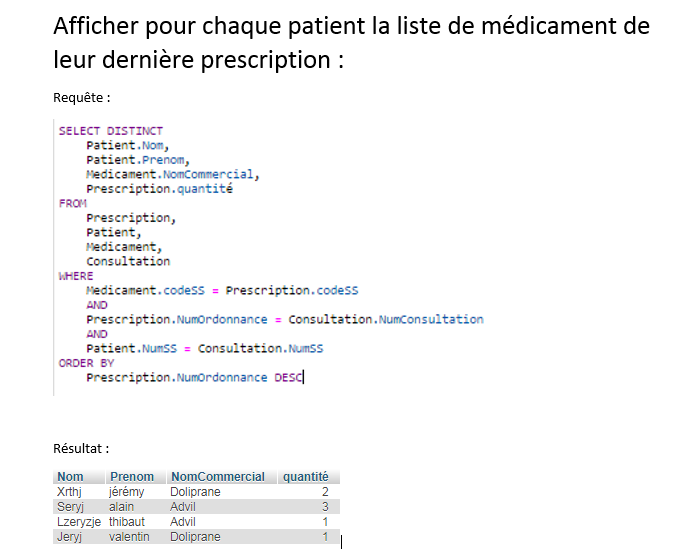 Afficher pour chaque patient la liste de médicament de
leur dernière prescription :
Requête :
SELECT DISTINCT
Patient.Nom,
Patient.Prenom,
Medicament.NomCommercial,
Prescription.quantité
FROM
Prescription,
Patient,
Medicament,
Consultation
WHERE
Medicament.codeSS = Prescription.codeSS
AND
Prescription.NumOrdonnance = Consultation.NumConsultation
AND
Patient.NumSS = Consultation.NumSS
ORDER BY
Prescription.NumOrdonnance DESC
Résultat :
Nom Prenom NomCommercial quantité
Xrthj jérémy Doliprane 2
Seryj alain Advil 3
Lzeryzje thibaut Advil 1
Jeryj valentin Doliprane 1